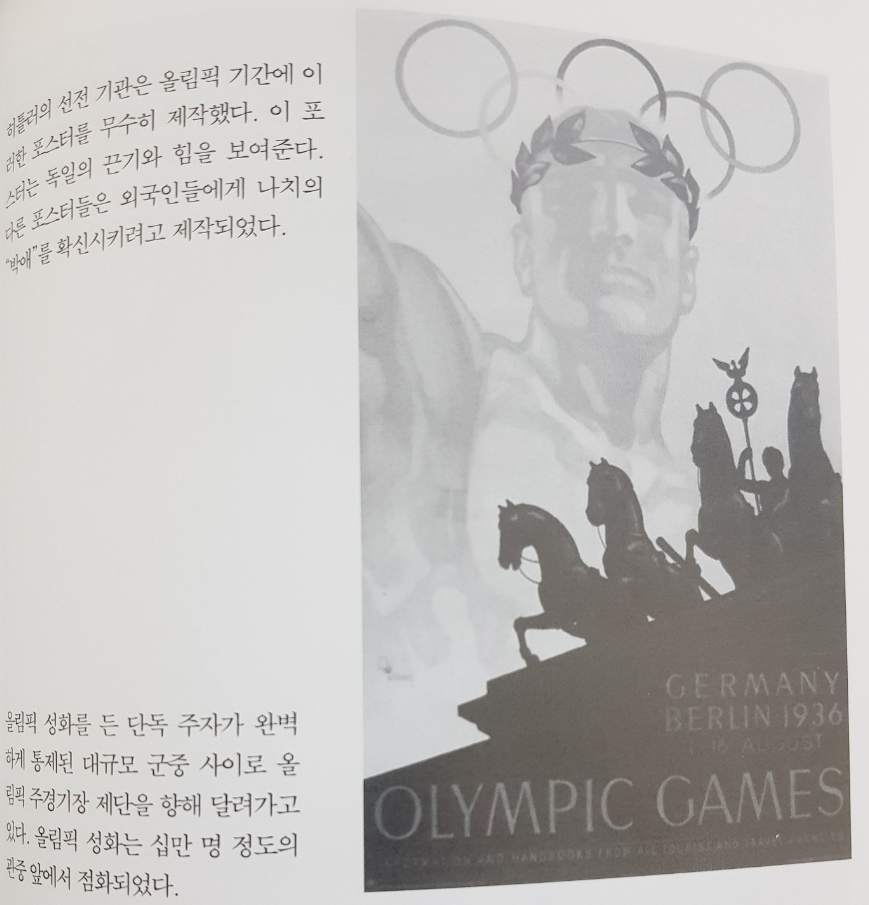 히틀러의 선전 기관은 올림픽 기간에 이
러한 포스터를 무수히 제작했다. 이 포
스터는 독일의 끈기와 힘을 보여준다.
다른 포스터들은 외국인들에게 나치의
“박애”를 확신시키려고 제작되었다.
GERMANY
BERLIN 1936
1-16 AUGUST
OLYMPIC GAMES
INFORMATION AND HANDBOOKS FROM ALL TOURIST AND TRAVEL AGENCIES
올림픽 성화를 든 단독 주자가 완벽
하게 통제된 대규모 군중 사이로 올
림픽 주경기장 제단을 향해 달려가고
있다. 올림픽 성화는 십만 명 정도의
관중 앞에서 점화되었다.